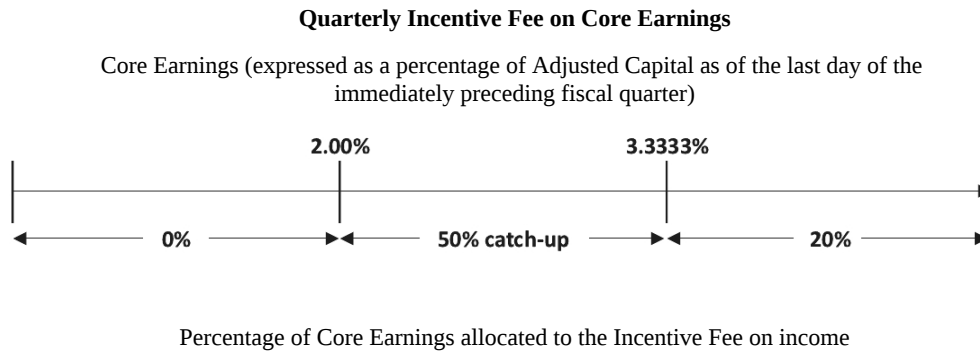 Quarterly Incentive Fee on Core Earnings
Core Earnings (expressed as a percentage of Adjusted Capital as of the last day of the
immediately preceding fiscal quarter)
2.00% 3.3333%
0% 50% catch-up 20%
Percentage of Core Earnings allocated to the Incentive Fee on income